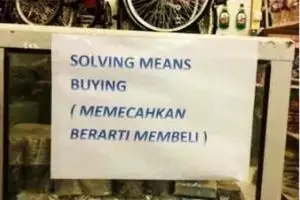 SOLVING MEANS
BUYING
( MEMECAHKAN
BERARTI MEMBELI )